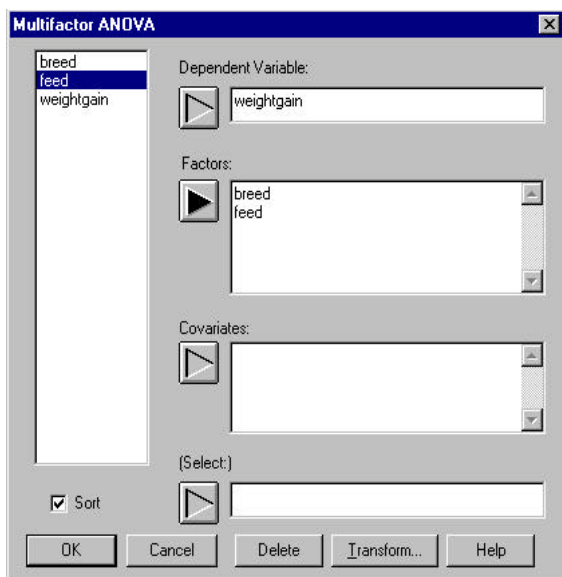 Multifactor ANOVA
breed
feed
weightgain
Dependent Variable:
weightgain
Factors:
breed
feed
Covariates:
(Select:)
Sort
OK
Cancel
Delete
Transform...
Help